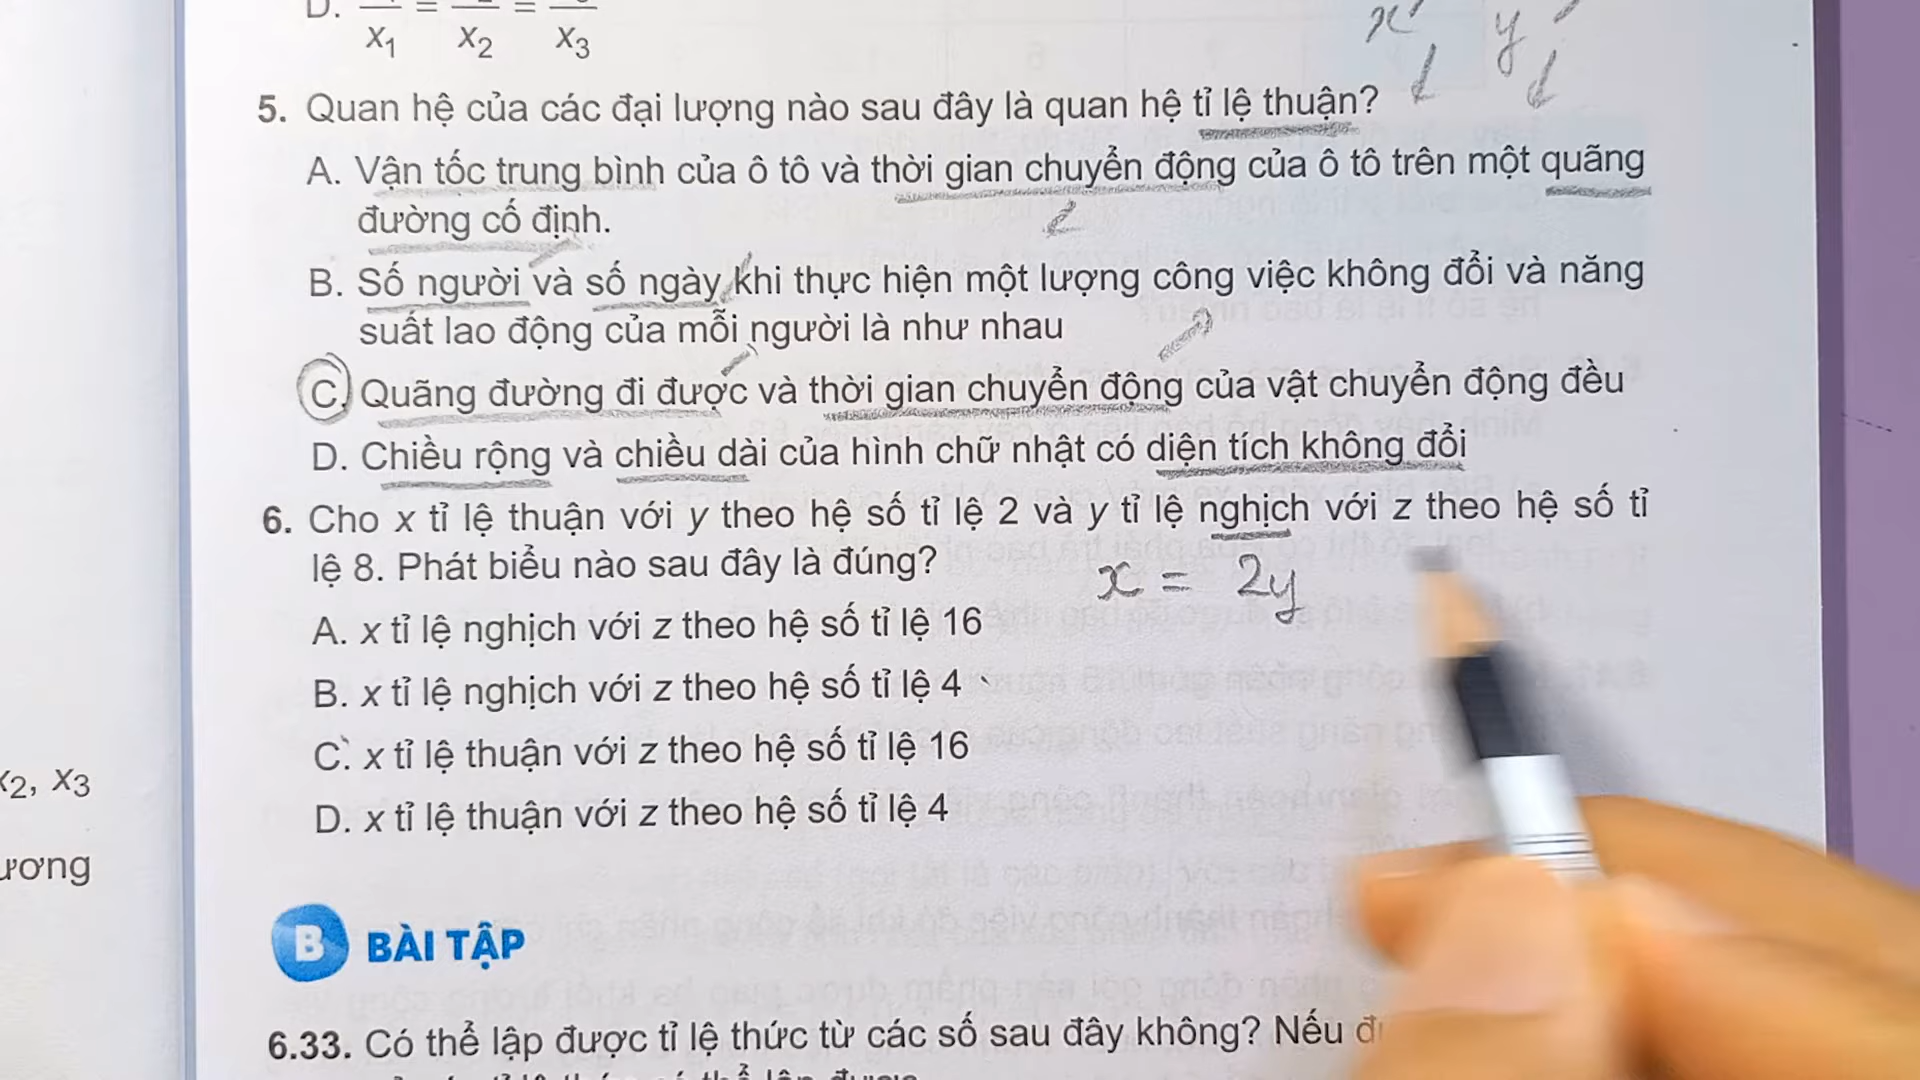 D. = =
x1 x2 x3
x y
5. Quan hệ của các đại lượng nào sau đây là quan hệ tỉ lệ thuận?
A. Vận tốc trung bình của ô tô và thời gian chuyển động của ô tô trên một quãng
đường cố định.
B. Số người và số ngày khi thực hiện một lượng công việc không đổi và năng
suất lao động của mỗi người là như nhau
C. Quãng đường đi được và thời gian chuyển động của vật chuyển động đều
D. Chiều rộng và chiều dài của hình chữ nhật có diện tích không đổi
6. Cho x tỉ lệ thuận với y theo hệ số tỉ lệ 2 và y tỉ lệ nghịch với z theo hệ số tỉ
lệ 8. Phát biểu nào sau đây là đúng?
x = 2y
A. x tỉ lệ nghịch với z theo hệ số tỉ lệ 16
B. x tỉ lệ nghịch với z theo hệ số tỉ lệ 4
C. x tỉ lệ thuận với z theo hệ số tỉ lệ 16
D. x tỉ lệ thuận với z theo hệ số tỉ lệ 4
x2, x3
ương
B BÀI TẬP
6.33. Có thể lập được tỉ lệ thức từ các số sau đây không? Nếu